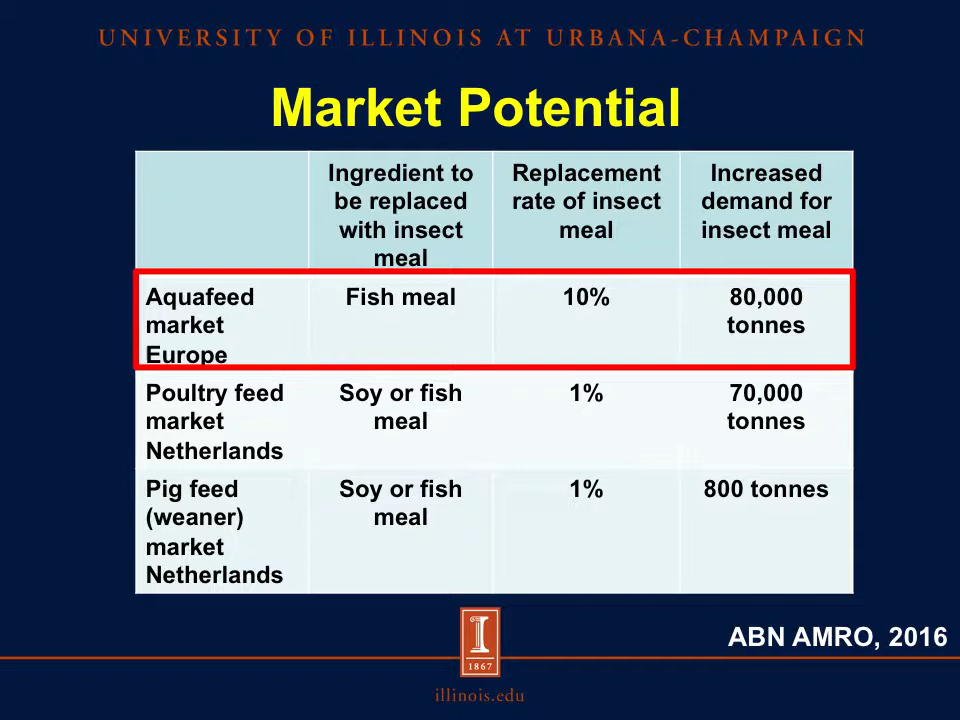 UNIVERSITY OF ILLINOIS AT URBANA-CHAMPAIGN
Market Potential
Ingredient to
be replaced
with insect
meal
Replacement
rate of insect
meal
Increased
demand for
insect meal
Aquafeed
market
Europe
Fish meal
10%
80,000
tonnes
Poultry feed
market
Netherlands
Soy or fish
meal
1%
70,000
tonnes
Pig feed
(weaner)
market
Netherlands
Soy or fish
meal
1%
800 tonnes
I
1867
ABN AMRO, 2016
illinois.edu